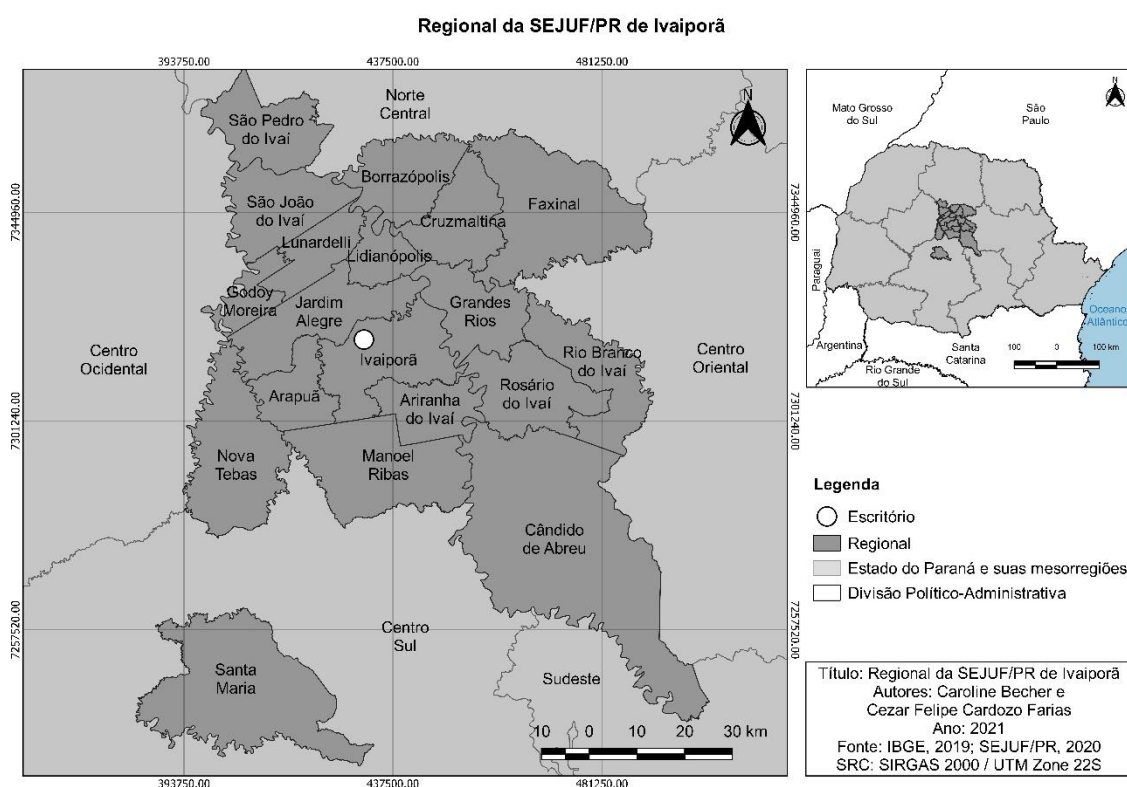 Regional da SEJUF/PR de Ivaiporã
393750.00
437500.00
481250.00
7344960.00
7301240.00
7257520.00
7344960.00
7301240.00
7257520.00
393750.00
437500.00
481250.00
N
Norte
Central
São Pedro
do Ivaí
Borrazópolis
São João
do Ivaí
Faxinal
Cruzmaltina
Lunardelli
Lidianópolis
Godoy
Moreira
Jardim
Alegre
Grandes
Rios
Centro
Ocidental
Ivaiporã
Rio Branco
do Ivaí
Centro
Oriental
Arapuã
Ariranha
do Ivaí
Rosário
do Ivaí
Nova
Tebas
Manoel
Ribas
Cândido
de Abreu
Centro
Sul
Santa
Maria
Sudeste
10 0 10 20 30 km
N
Mato Grosso
do Sul
São
Paulo
Paraguai
Oceano
Atlântico
Argentina
Santa
Catarina
Rio Grande
do Sul
100 0 100 km
Legenda
Escritório
Regional
Estado do Paraná e suas mesorregiões
Divisão Político-Administrativa
Título: Regional da SEJUF/PR de Ivaiporã
Autores: Caroline Becher e
Cezar Felipe Cardozo Farias
Ano: 2021
Fonte: IBGE, 2019; SEJUF/PR, 2020
SRC: SIRGAS 2000 / UTM Zone 22S